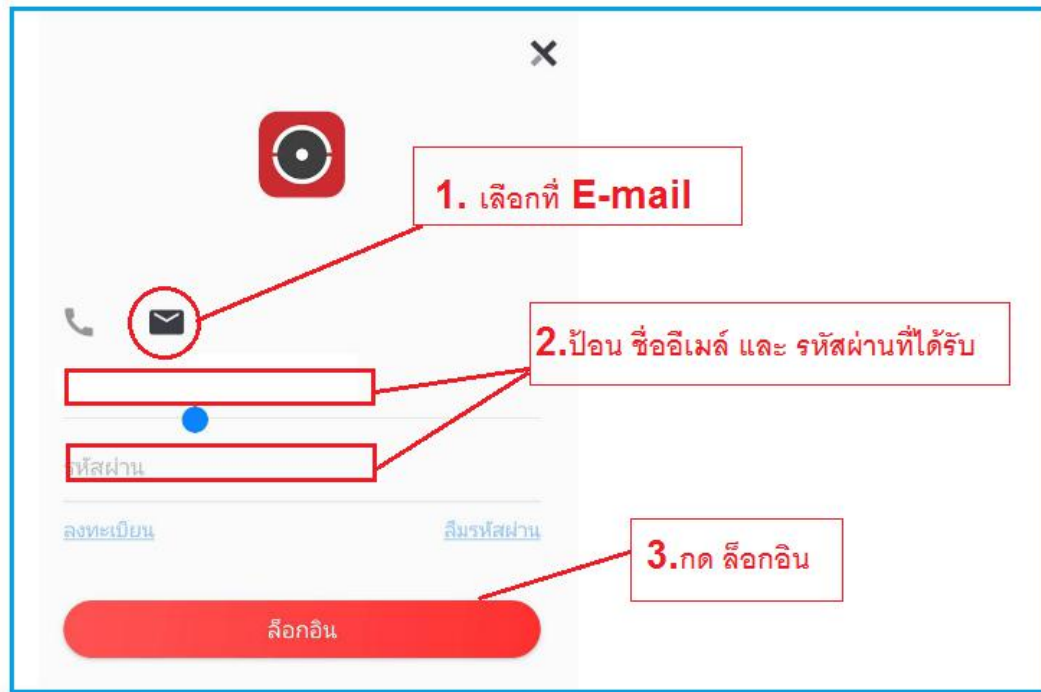 1. เลือกที่ E-mail
2.ป้อน ชื่ออีเมล์ และ รหัสผ่านที่ได้รับ
รหัสผ่าน
ลงทะเบียน
ลืมรหัสผ่าน
3.กด ล็อกอิน
ล็อกอิน